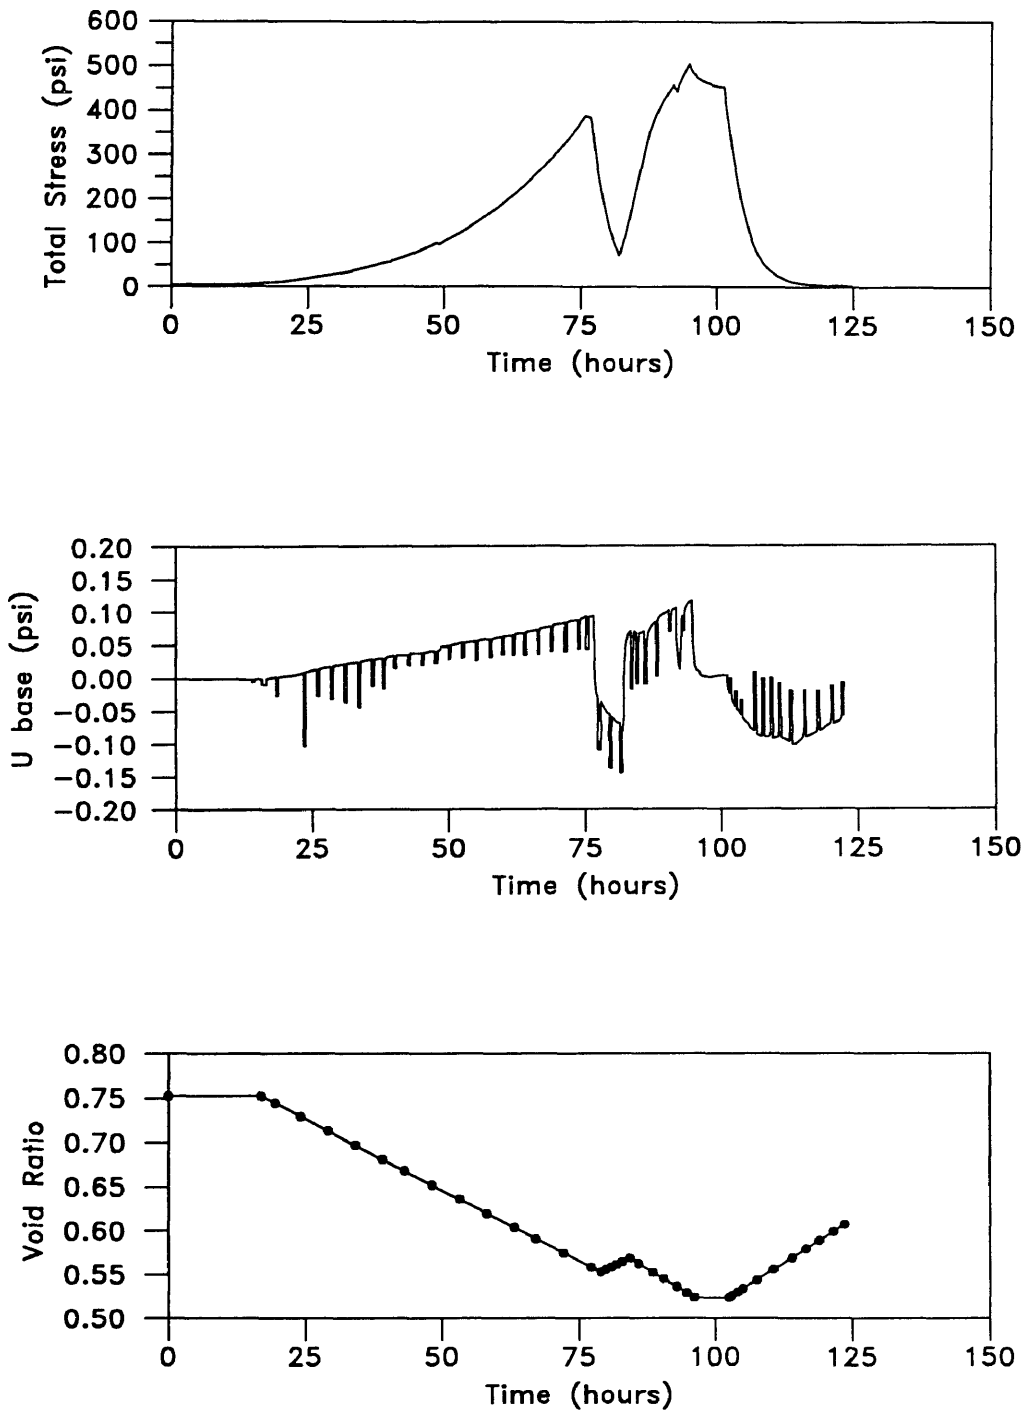 600
500
400
300
200
100
0
Total Stress (psi)
0 25 50 75 100 125 150
Time (hours)
0.20
0.15
0.10
0.05
0.00
−0.05
−0.10
−0.15
−0.20
U base (psi)
0 25 50 75 100 125 150
Time (hours)
0.80
0.75
0.70
0.65
0.60
0.55
0.50
Void Ratio
0 25 50 75 100 125 150
Time (hours)